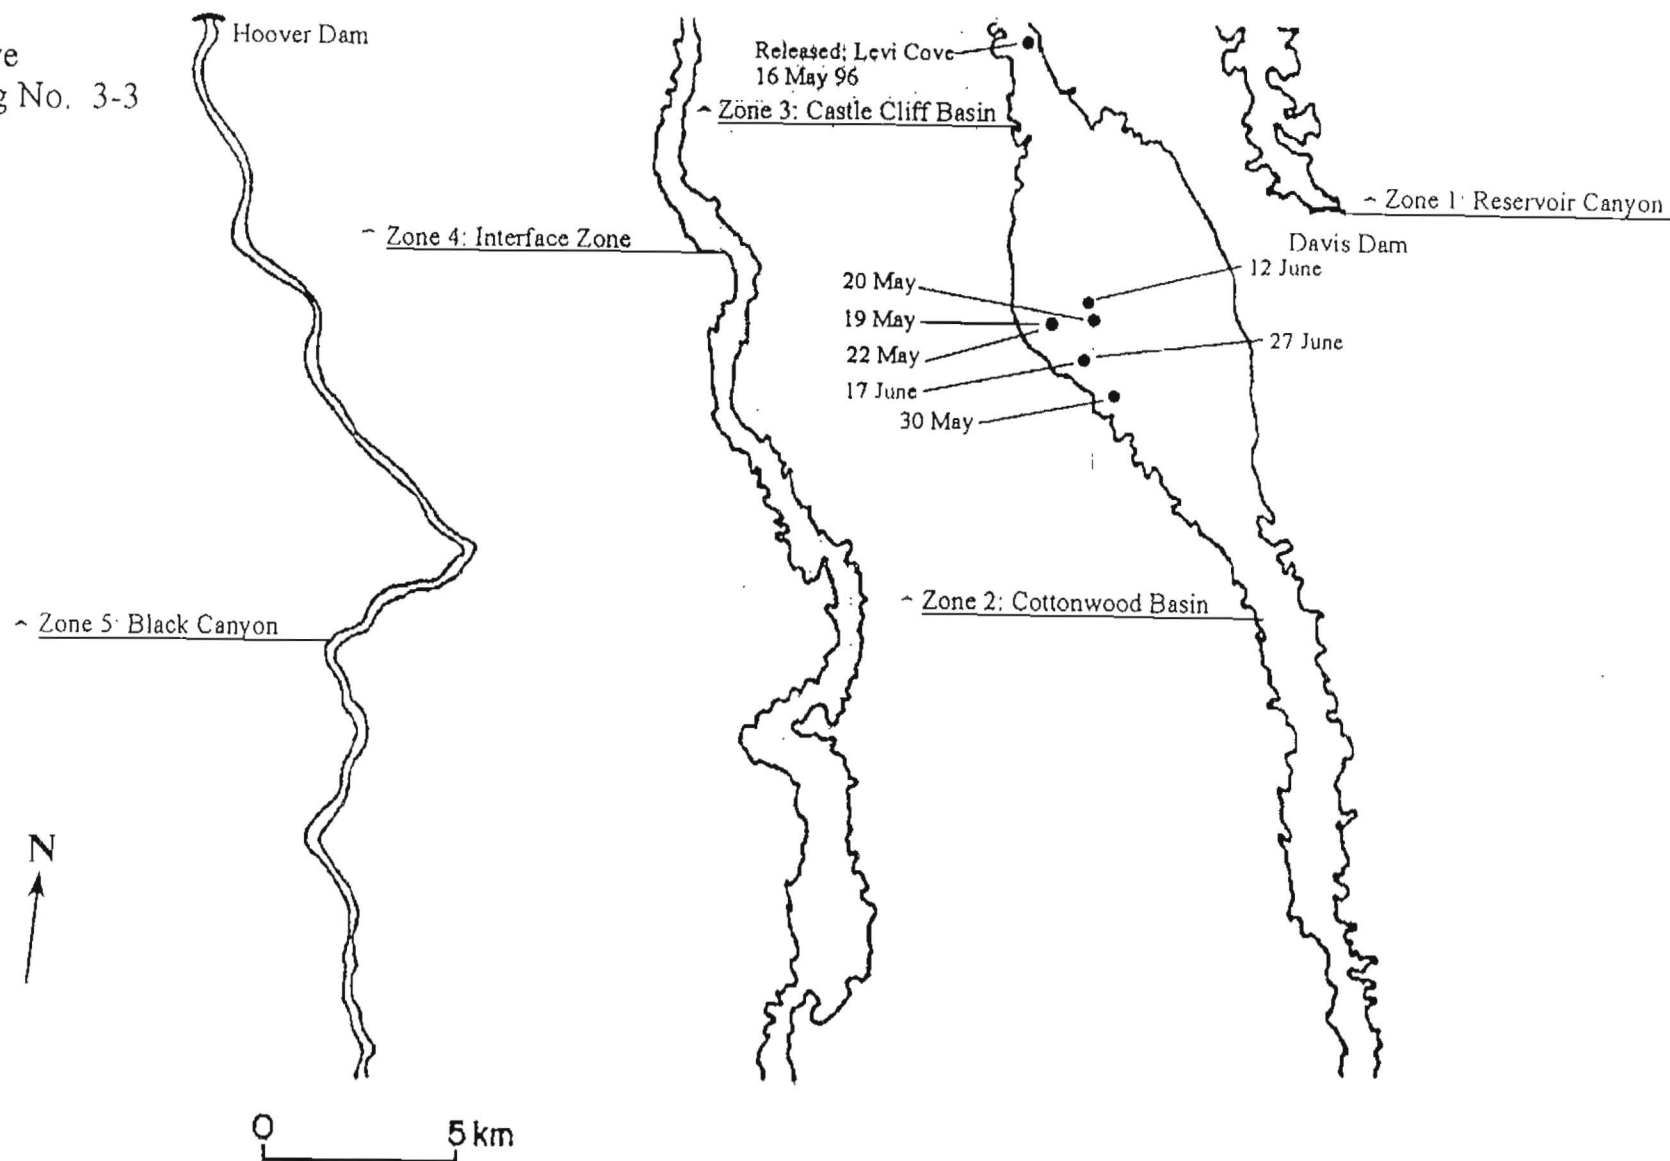 Hoover Dam
No. 3-3
Released; Levi Cove
16 May 96
Zone 3: Castle Cliff Basin
Zone 1: Reservoir Canyon
Zone 4: Interface Zone
Davis Dam
12 June
20 May
19 May
27 June
22 May
17 June
30 May
Zone 2: Cottonwood Basin
Zone 5: Black Canyon
N
0 5 km